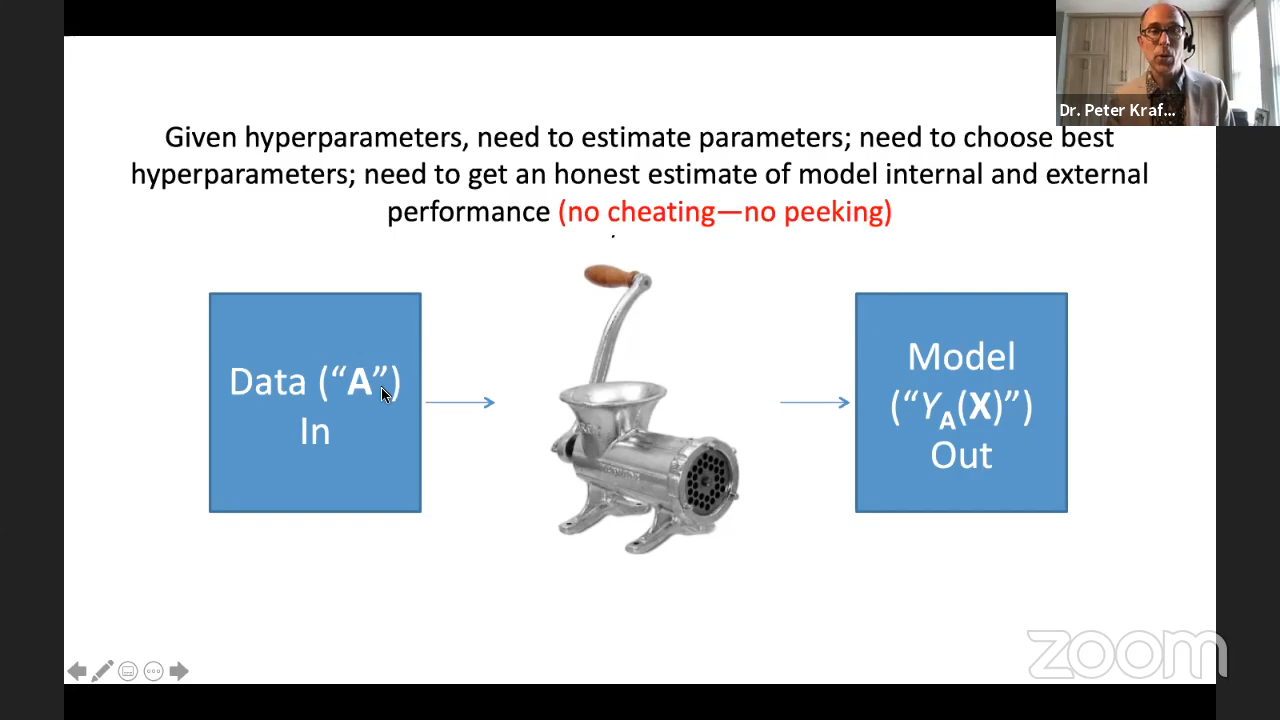 Dr. Peter Kraf...
Given hyperparameters, need to estimate parameters; need to choose best
hyperparameters; need to get an honest estimate of model internal and external
performance (no cheating—no peeking)
Data (“A”)
In
Model
(“YA(X)”)
Out
zoom